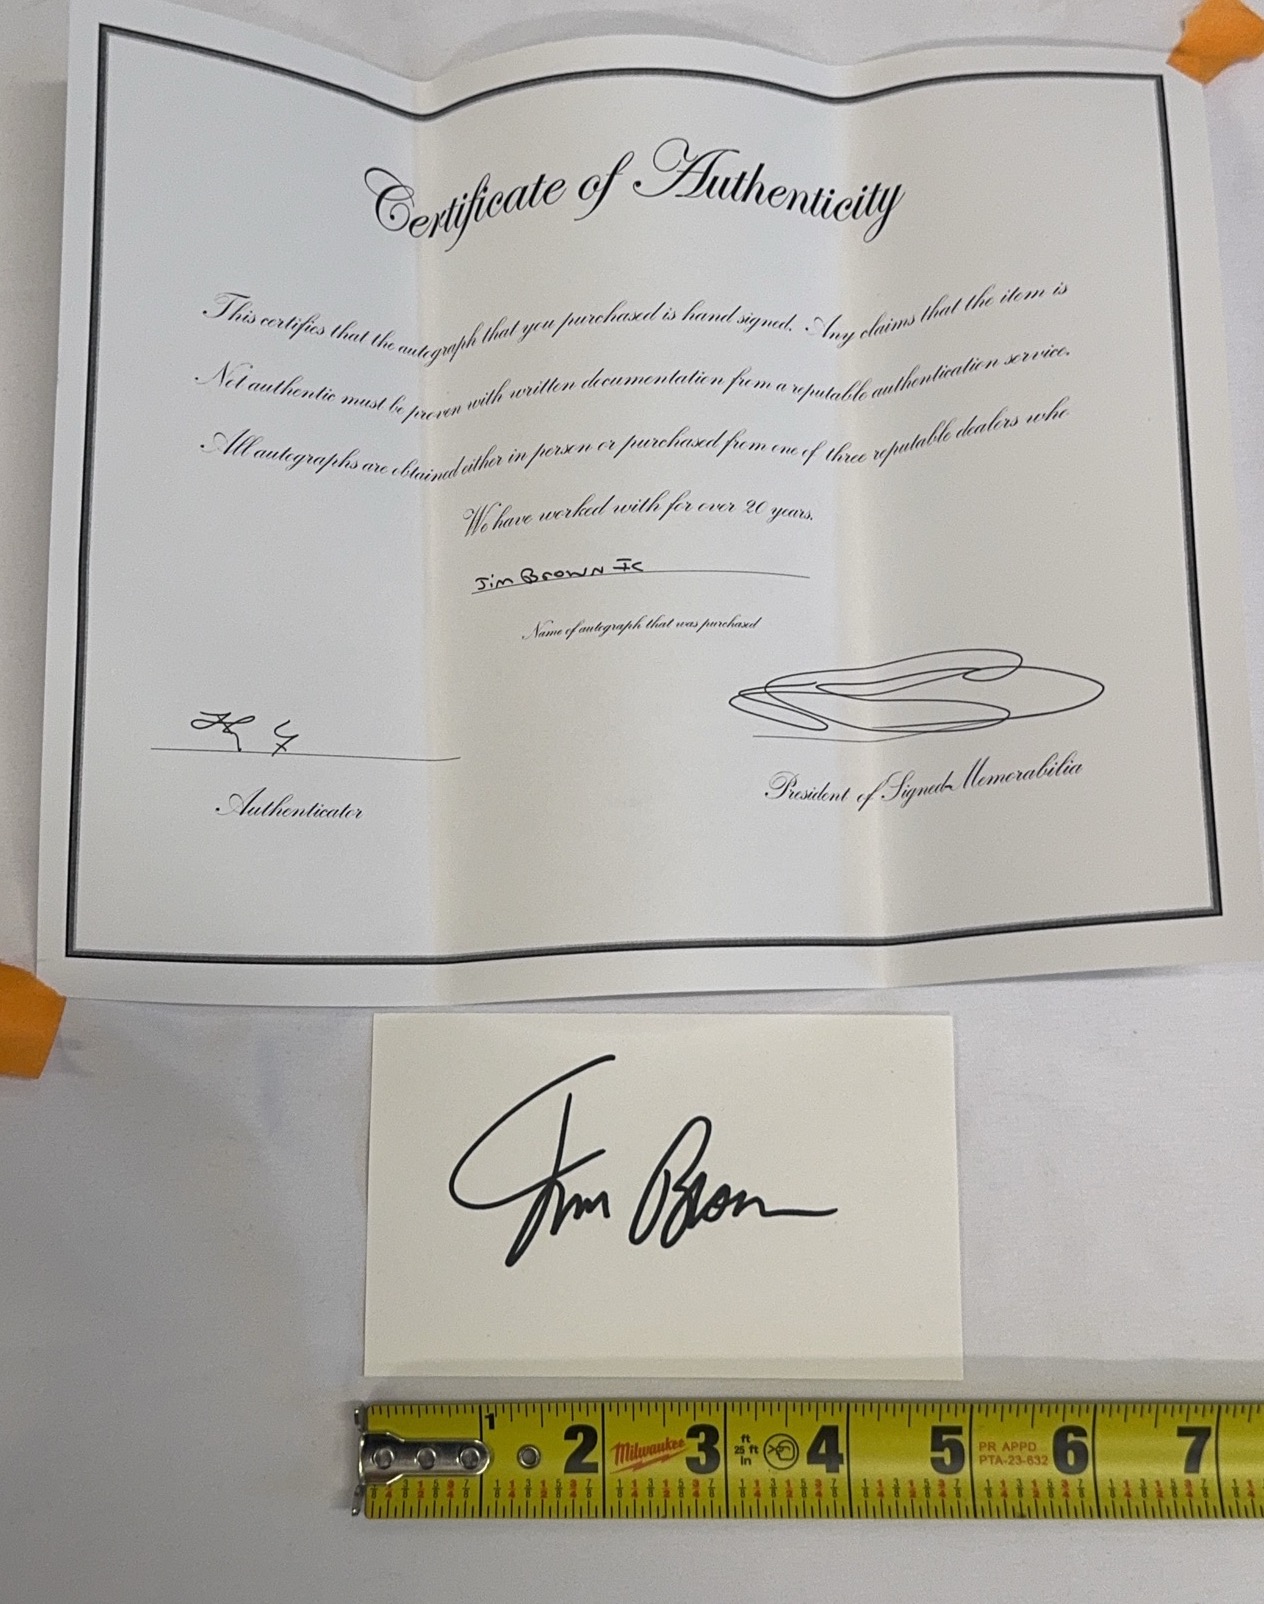 Certificate of Authenticity
This certifies that the autograph that you purchased is hand signed. Any claims that the item is
Not authentic must be proven with written documentation from a reputable authentication service.
All autographs are obtained either in person or purchased from one of three reputable dealers who
We have worked with for over 20 years.
Jim Brown IC
Name of autograph that was purchased
Authenticator
President of Signed Memorabilia
Jim Brown
1 2 Milwaukee 3 ft 25 ft in 4 5 PR APPD PTA-23-632 6 7